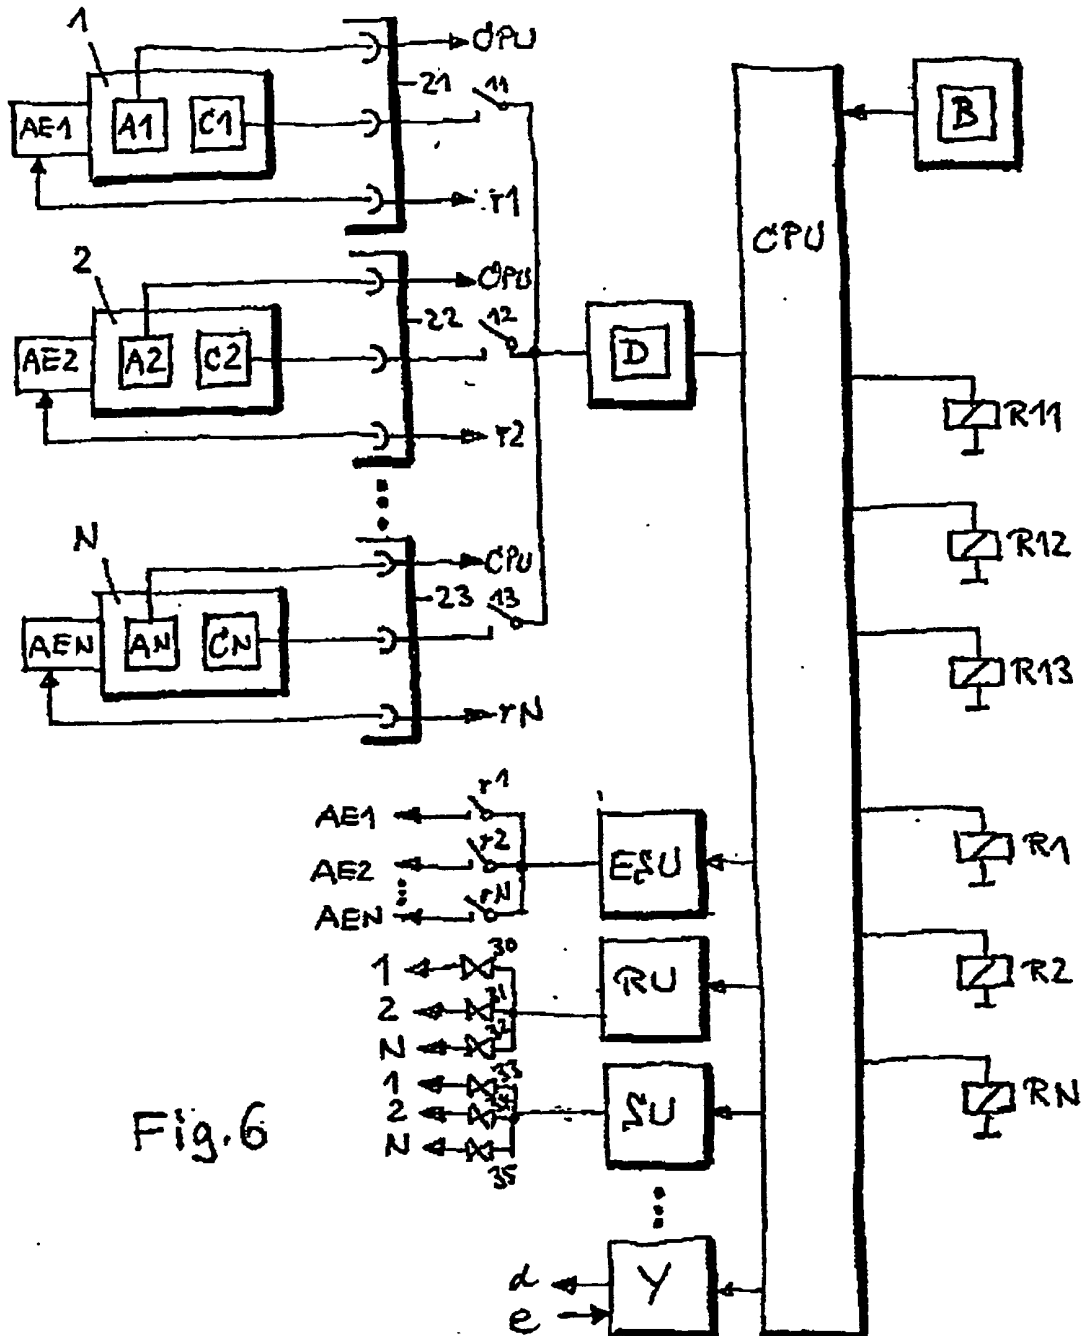 1
CPU
21
11
AE1
A1
C1
r1
B
CPU
2
CPU
22
12
AE2
A2
C2
D
r2
R11
N
CPU
23
13
AEN
AN
CN
rN
R12
R13
AE1
r1
AE2
r2
AEN
rN
ESU
R1
1
30
2
31
N
RU
R2
1
33
2
N
35
SU
RN
Fig.6
d
e
Y